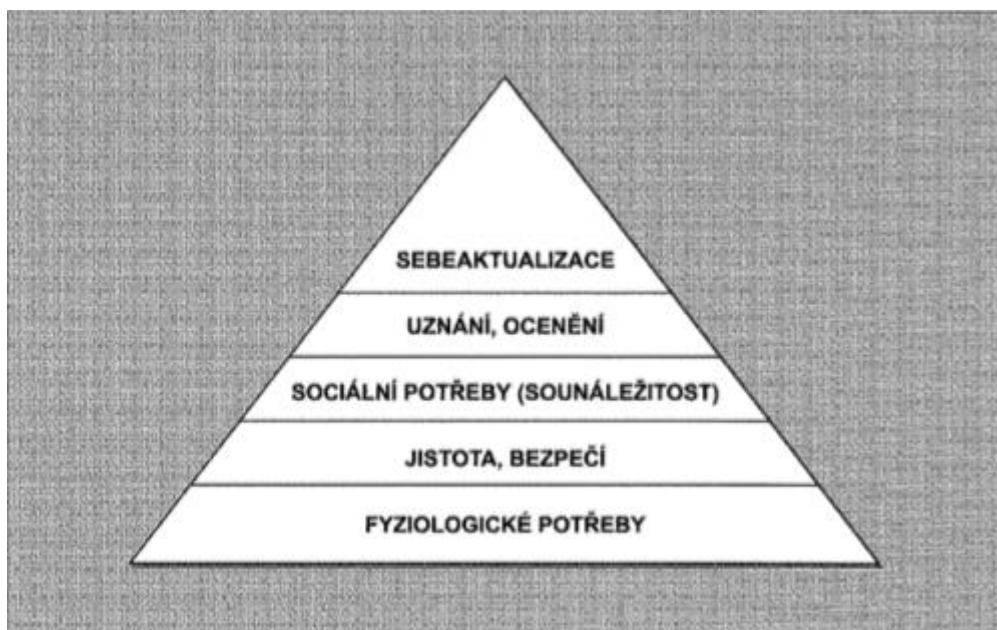 SEBEAKTUALIZACE
UZNÁNÍ, OCENĚNÍ
SOCIÁLNÍ POTŘEBY (SOUNÁLEŽITOST)
JISTOTA, BEZPEČÍ
FYZIOLOGICKÉ POTŘEBY